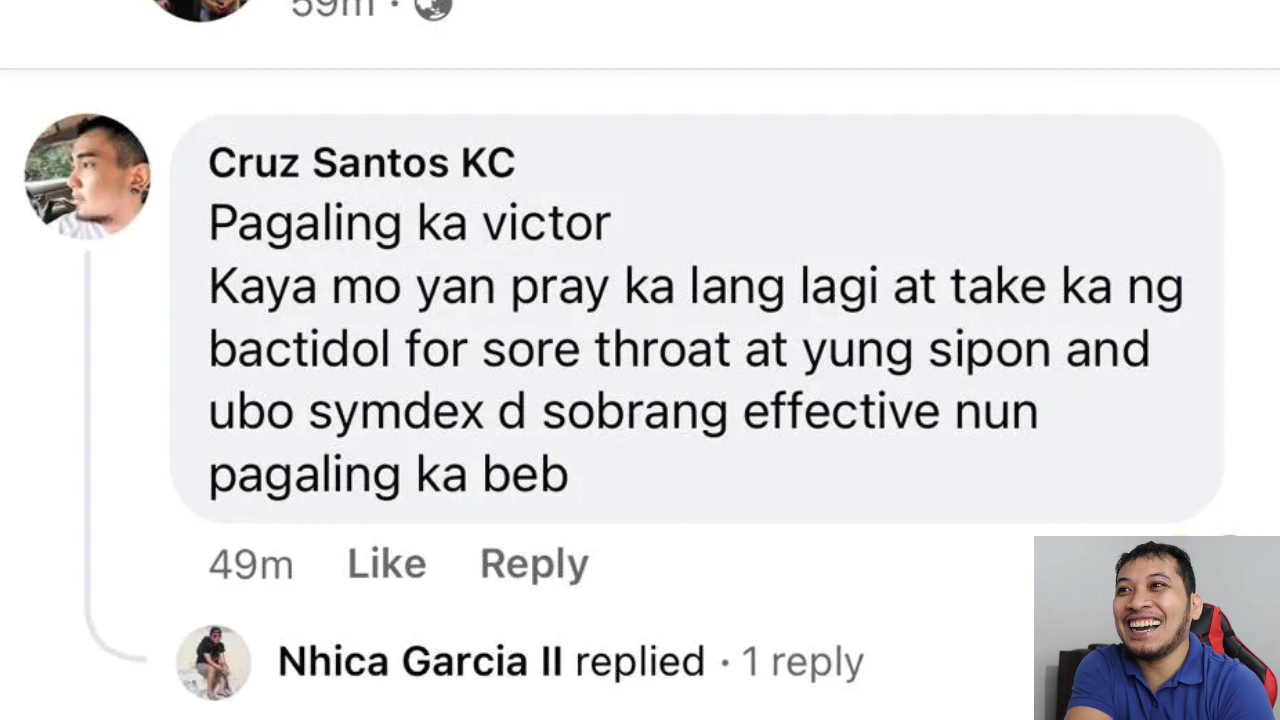 59m ·
Cruz Santos KC
Pagaling ka victor
Kaya mo yan pray ka lang lagi at take ka ng
bactidol for sore throat at yung sipon and
ubo symdex d sobrang effective nun
pagaling ka beb
49m Like Reply
Nhica Garcia II replied · 1 reply